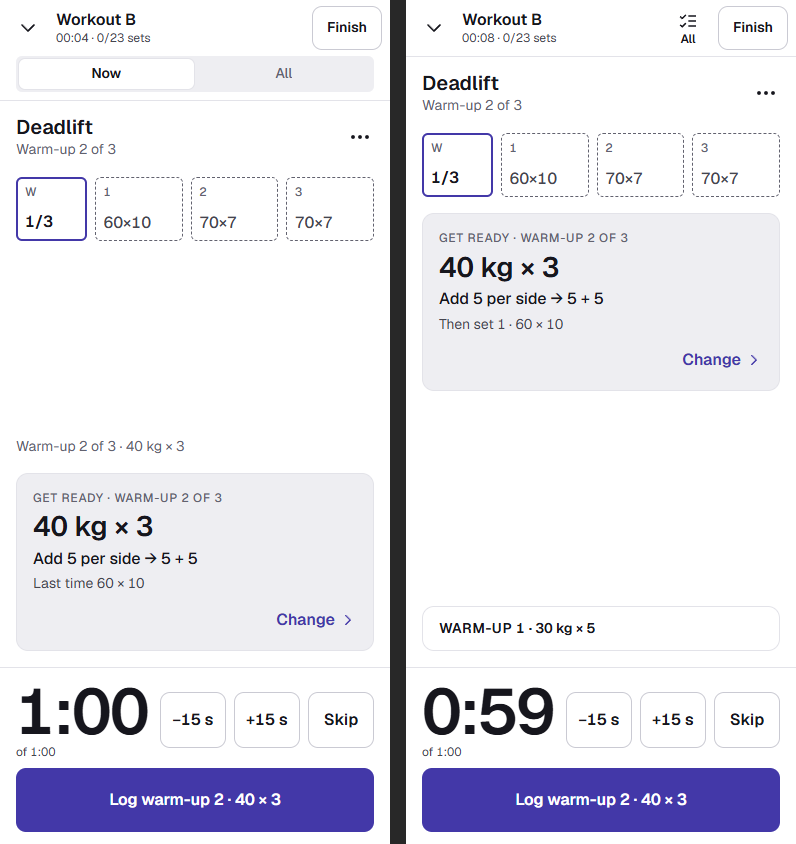 Workout B
00:04 · 0/23 sets
Finish
Now
All
Deadlift
Warm-up 2 of 3
W
1/3
1
60×10
2
70×7
3
70×7
Warm-up 2 of 3 · 40 kg × 3
GET READY · WARM-UP 2 OF 3
40 kg × 3
Add 5 per side → 5 + 5
Last time 60 × 10
Change
1:00
of 1:00
−15 s
+15 s
Skip
Log warm-up 2 · 40 × 3
Workout B
00:08 · 0/23 sets
All
Finish
Deadlift
Warm-up 2 of 3
W
1/3
1
60×10
2
70×7
3
70×7
GET READY · WARM-UP 2 OF 3
40 kg × 3
Add 5 per side → 5 + 5
Then set 1 · 60 × 10
Change
WARM-UP 1 · 30 kg × 5
0:59
of 1:00
−15 s
+15 s
Skip
Log warm-up 2 · 40 × 3